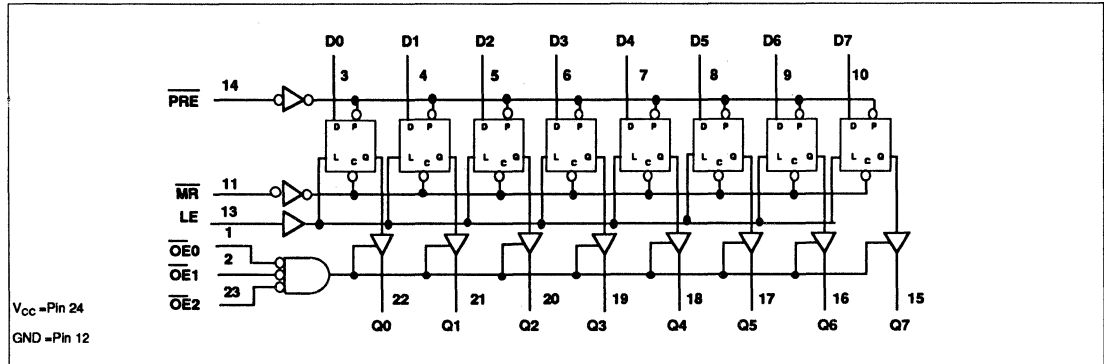 D0 D1 D2 D3 D4 D5 D6 D7
3 4 5 6 7 8 9 10
PRE 14
D P D P D P D P D P D P D P D P
L C Q L C Q L C Q L C Q L C Q L C Q L C Q L C Q
MR 11
LE 13
OE0 1
OE1 2
OE2 23
22 21 20 19 18 17 16 15
Q0 Q1 Q2 Q3 Q4 Q5 Q6 Q7
VCC =Pin 24
GND =Pin 12